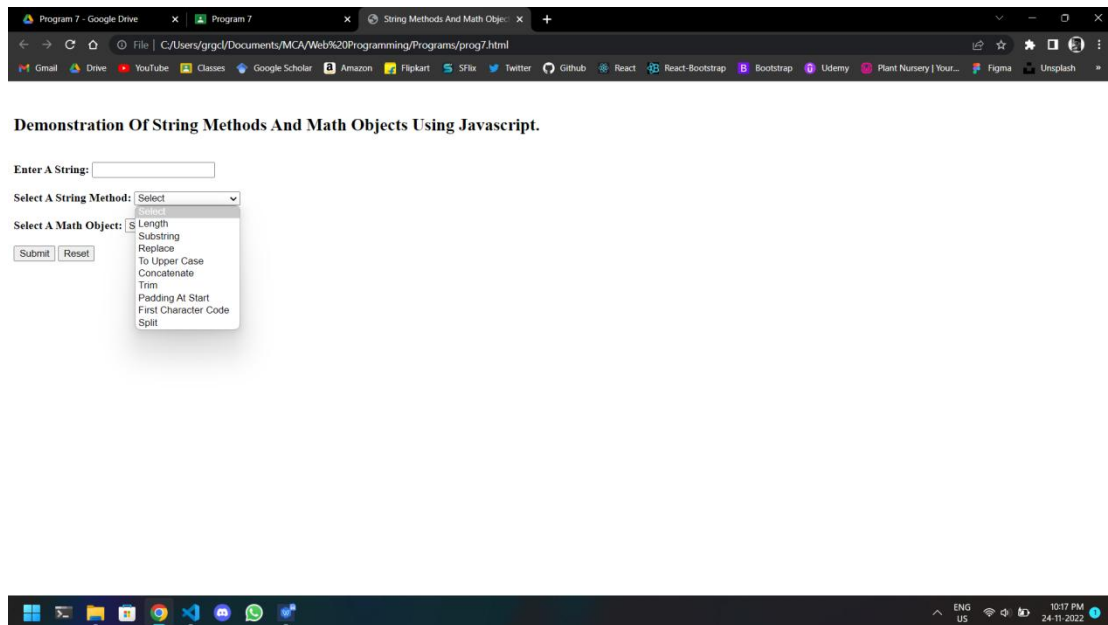 Program 7 - Google Drive
Program 7
String Methods And Math Objec
File | C:/Users/grgcl/Documents/MCA/Web%20Programming/Programs/prog7.html
Gmail Drive YouTube Classes Google Scholar Amazon Flipkart SFlix Twitter Github React React-Bootstrap Bootstrap Udemy Plant Nursery | Your... Figma Unsplash »
Demonstration Of String Methods And Math Objects Using Javascript.
Enter A String:
Select A String Method: Select
Select
Select A Math Object: S
Length
Substring
Replace
To Upper Case
Concatenate
Trim
Padding At Start
First Character Code
Split
Submit Reset
ENG
US
10:17 PM
24-11-2022
1